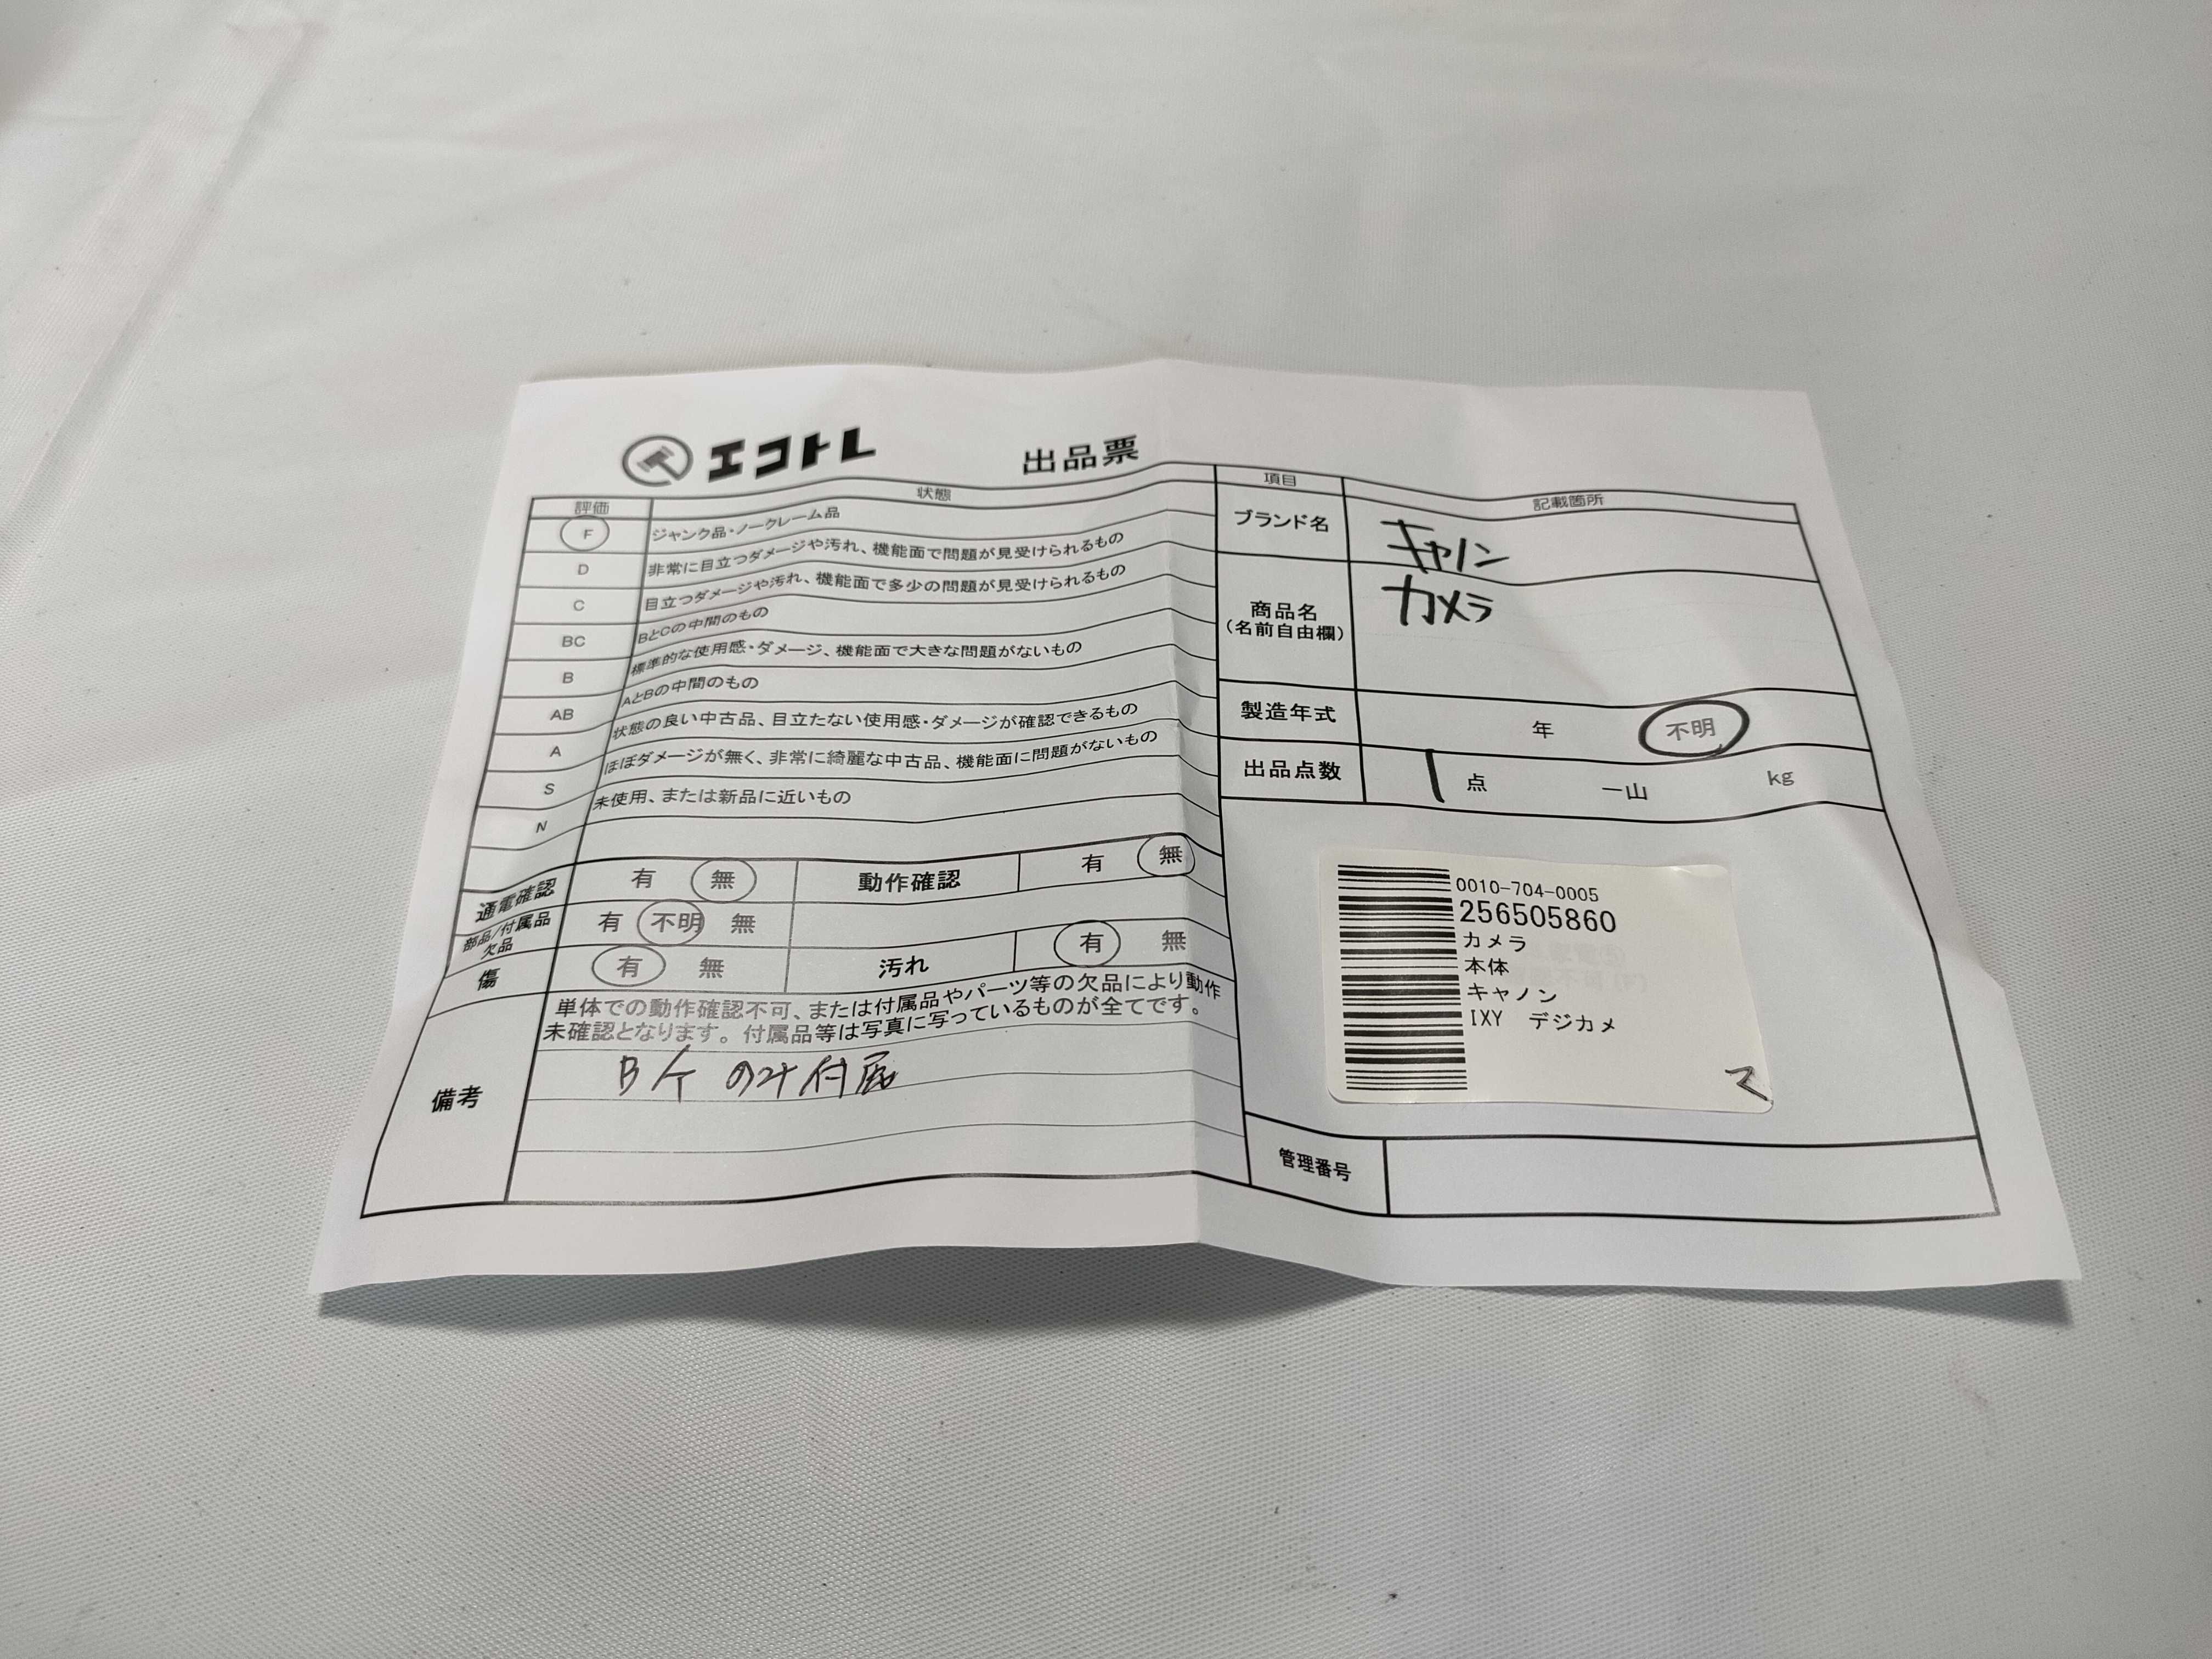 エコトレ 出品票
評価 状態
F ジャンク品・ノークレーム品
D 非常に目立つダメージや汚れ、機能面で問題が見受けられるもの
C 目立つダメージや汚れ、機能面で多少の問題が見受けられるもの
BC BとCの中間のもの
B 標準的な使用感・ダメージ、機能面で大きな問題がないもの
AB AとBの中間のもの
A 状態の良い中古品、目立たない使用感・ダメージが確認できるもの
S ほぼダメージが無く、非常に綺麗な中古品、機能面に問題がないもの
N 未使用、または新品に近いもの
通電確認 有 無 動作確認 有 無
部品/付属品
欠品 有 不明 無
傷 有 無 汚れ 有 無
備考
単体での動作確認不可、または付属品やパーツ等の欠品により動作
未確認となります。付属品等は写真に写っているものが全てです。
のみ付属
項目 記載箇所
ブランド名 キャノン
商品名
(名前自由欄) カメラ
製造年式 年 不明
出品点数 1 点 一山 kg
0010-704-0005
256505860
カメラ
本体
キャノン
IXY デジカメ
マ
管理番号